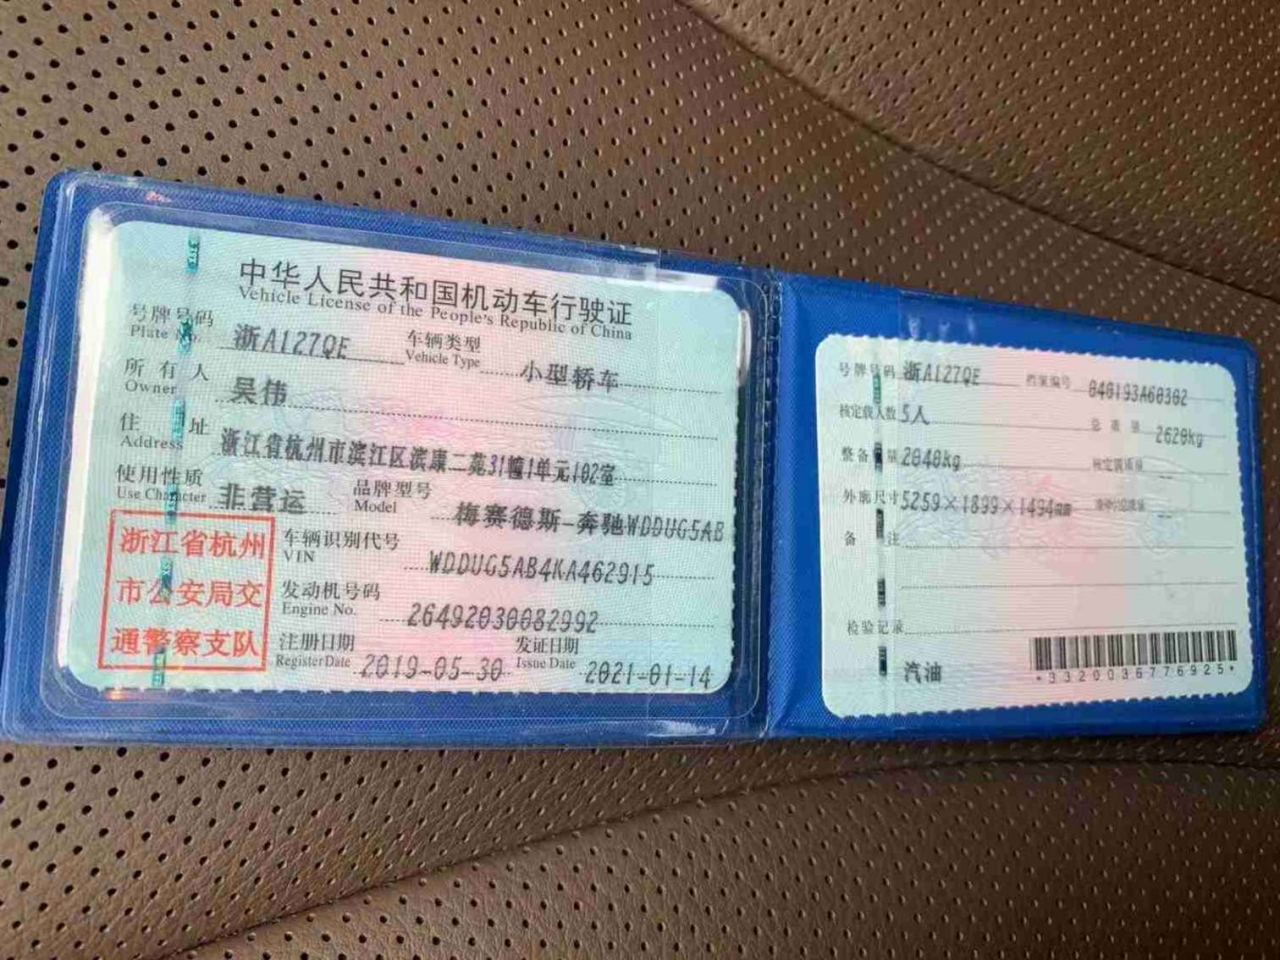 中华人民共和国机动车行驶证
Vehicle License of the People's Republic of China
号牌号码 浙A127QE 车辆类型 小型轿车
Plate No. Vehicle Type
所有人 吴伟
Owner
住址 浙江省杭州市滨江区滨康二苑31幢1单元102室
Address
使用性质 非营运 品牌型号 梅赛德斯-奔驰WDDUG5AB
Use Character Model
浙江省杭州
市公安局交
通警察支队
车辆识别代号 WDDUG5AB4KA462915
VIN
发动机号码 26492030082992
Engine No.
注册日期 2019-05-30 发证日期 2021-01-14
Register Date Issue Date
号牌号码 浙A127QE 档案编号
核定载人数 5人 总质量 2620kg
整备质量 2040kg 核定载质量
外廓尺寸 5259×1899×1494
备注
检验记录
汽油
*3320036776925*